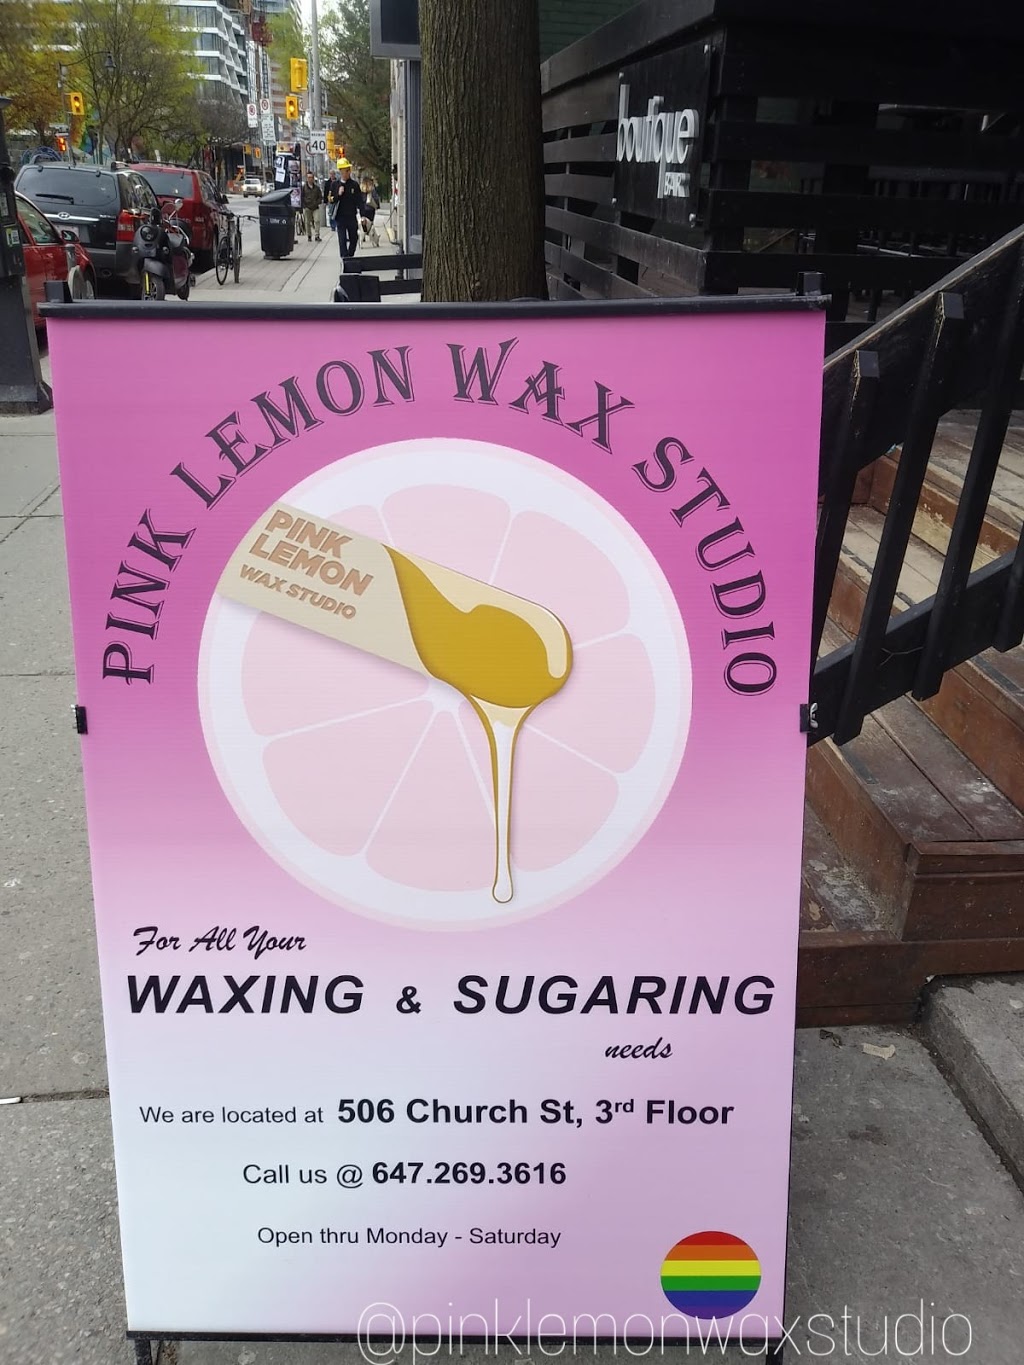 40
boutique
BAR
PINK LEMON WAX STUDIO
PINK
LEMON
WAX STUDIO
For All Your
WAXING & SUGARING
needs
We are located at 506 Church St, 3rd Floor
Call us @ 647.269.3616
Open thru Monday - Saturday
@pinklemonwaxstudio